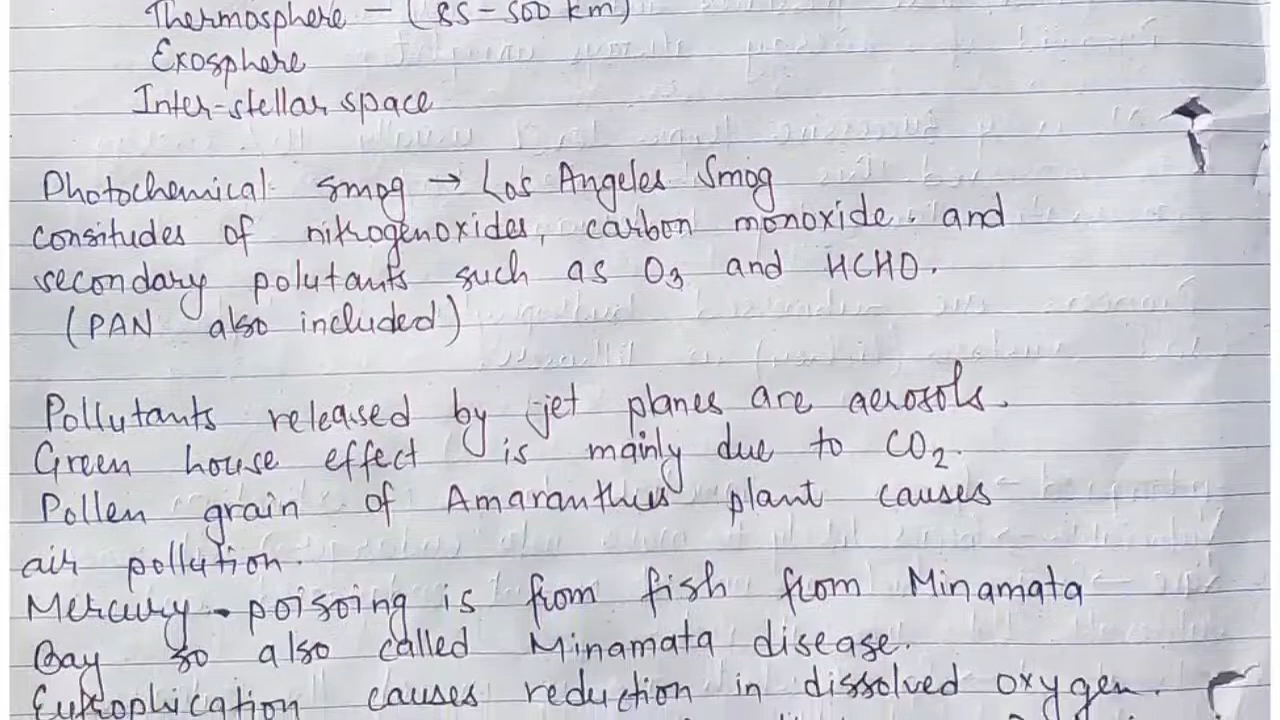 Thermosphere - (85-500 km)
Exosphere
Inter-stellar space
Photochemical smog → Los Angeles Smog
consitudes of nitrogenoxides, carbon monoxide, and
secondary polutants such as O3 and HCHO.
(PAN also included)
Pollutants released by jet planes are aerosols.
Green house effect is mainly due to CO2.
Pollen grain of Amaranthus plant causes
air pollution.
Mercury - poisoing is from fish from Minamata
Bay so also called Minamata disease.
Eutrophication causes reduction in dissolved oxygen.